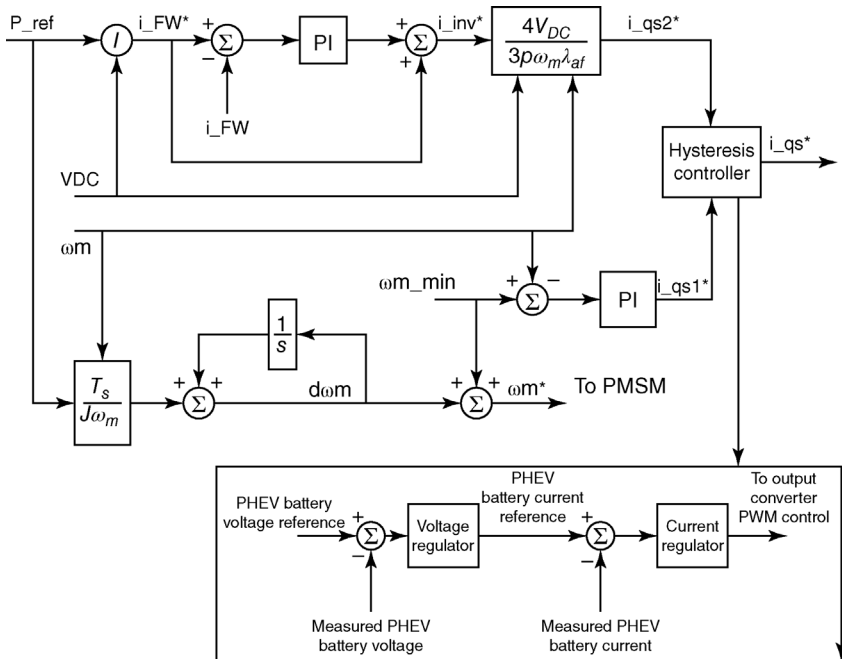 P_ref
i_FW*
+
−
Σ
PI
+
+
Σ
i_inv*
4V_DC
3pω_mλ_af
i_qs2*
I
i_FW
Hysteresis
controller
i_qs*
VDC
ωm
ωm_min
+
−
Σ
PI
i_qs1*
1
s
T_s
Jω_m
+
+
Σ
dωm
+
+
Σ
ωm*
To PMSM
PHEV battery
voltage reference
+
−
Σ
Voltage
regulator
PHEV
battery current
reference
+
−
Σ
Current
regulator
To output
converter
PWM control
Measured PHEV
battery voltage
Measured PHEV
battery current